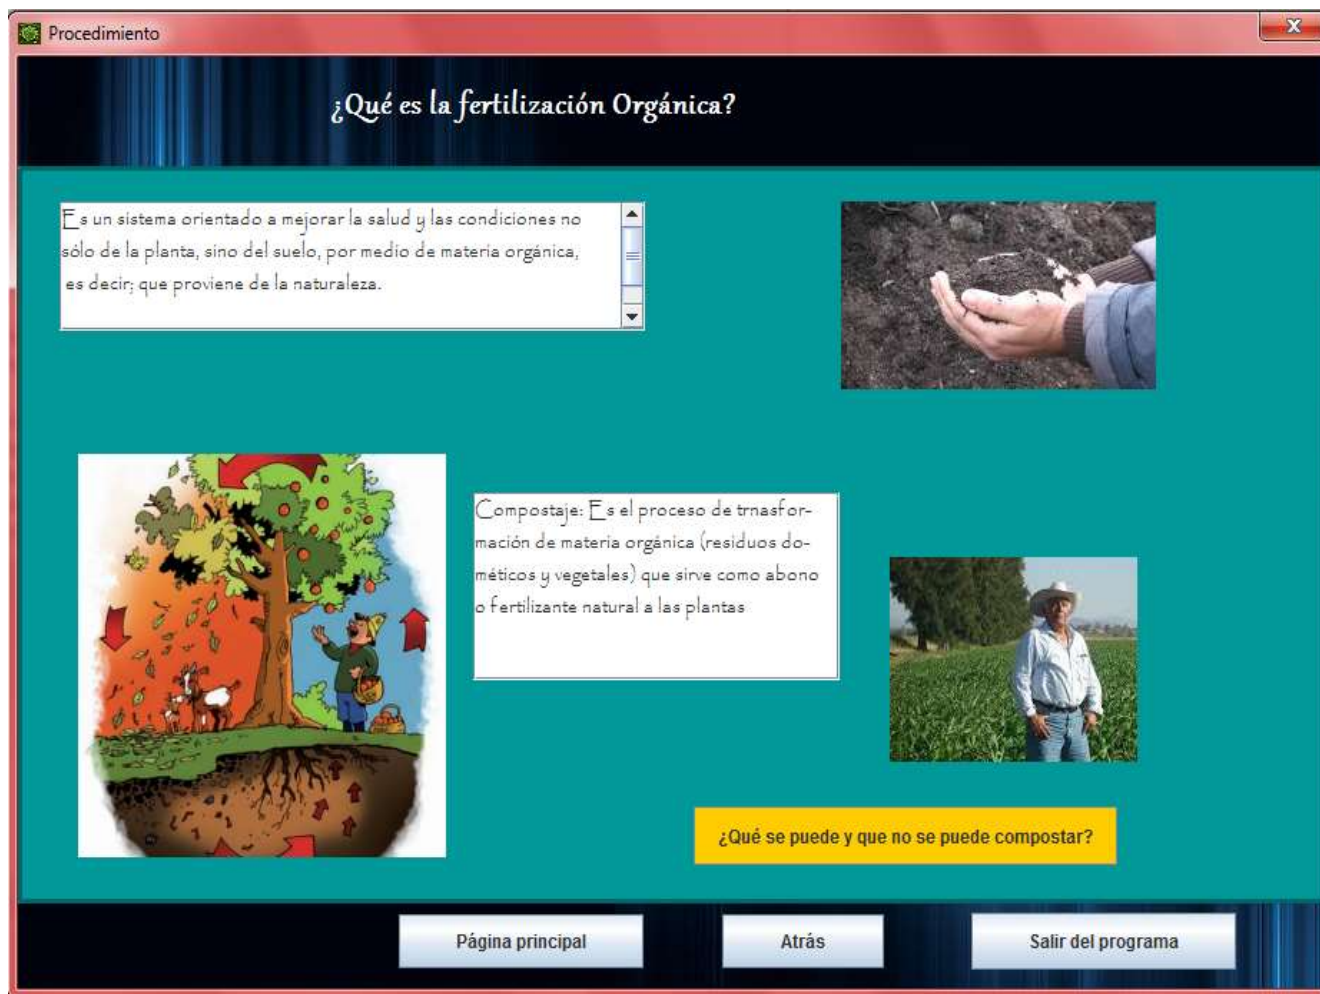 Procedimiento
¿Qué es la fertilización Orgánica?
Es un sistema orientado a mejorar la salud y las condiciones no
sólo de la planta, sino del suelo, por medio de materia orgánica,
es decir; que proviene de la naturaleza.
Compostaje: Es el proceso de trnasfor-
mación de materia orgánica (residuos do-
méticos y vegetales) que sirve como abono
o fertilizante natural a las plantas
¿Qué se puede y que no se puede compostar?
Página principal
Atrás
Salir del programa